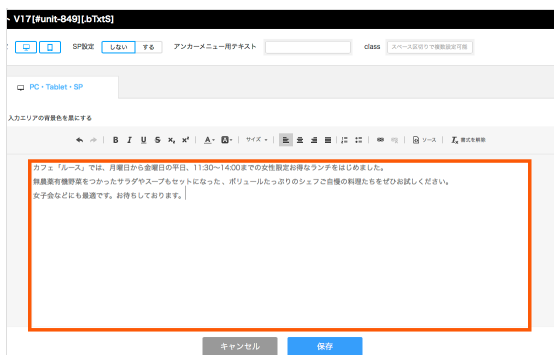 V17[#unit-849][.bTxtS]
SP設定 しない する アンカーメニュー用テキスト class スペース区切りで複数設定可能
PC・Tablet・SP
入力エリアの背景色を黒にする
B I U S x₂ x² A サイズ ソース Tx 書式を解除
カフェ「ルース」では、月曜日から金曜日の平日、11:30〜14:00までの女性限定お得なランチをはじめました。
無農薬有機野菜をつかったサラダやスープもセットになった、ボリュールたっぷりのシェフご自慢の料理たちをぜひお試しください。
女子会などにも最適です。お待ちしております。
キャンセル 保存